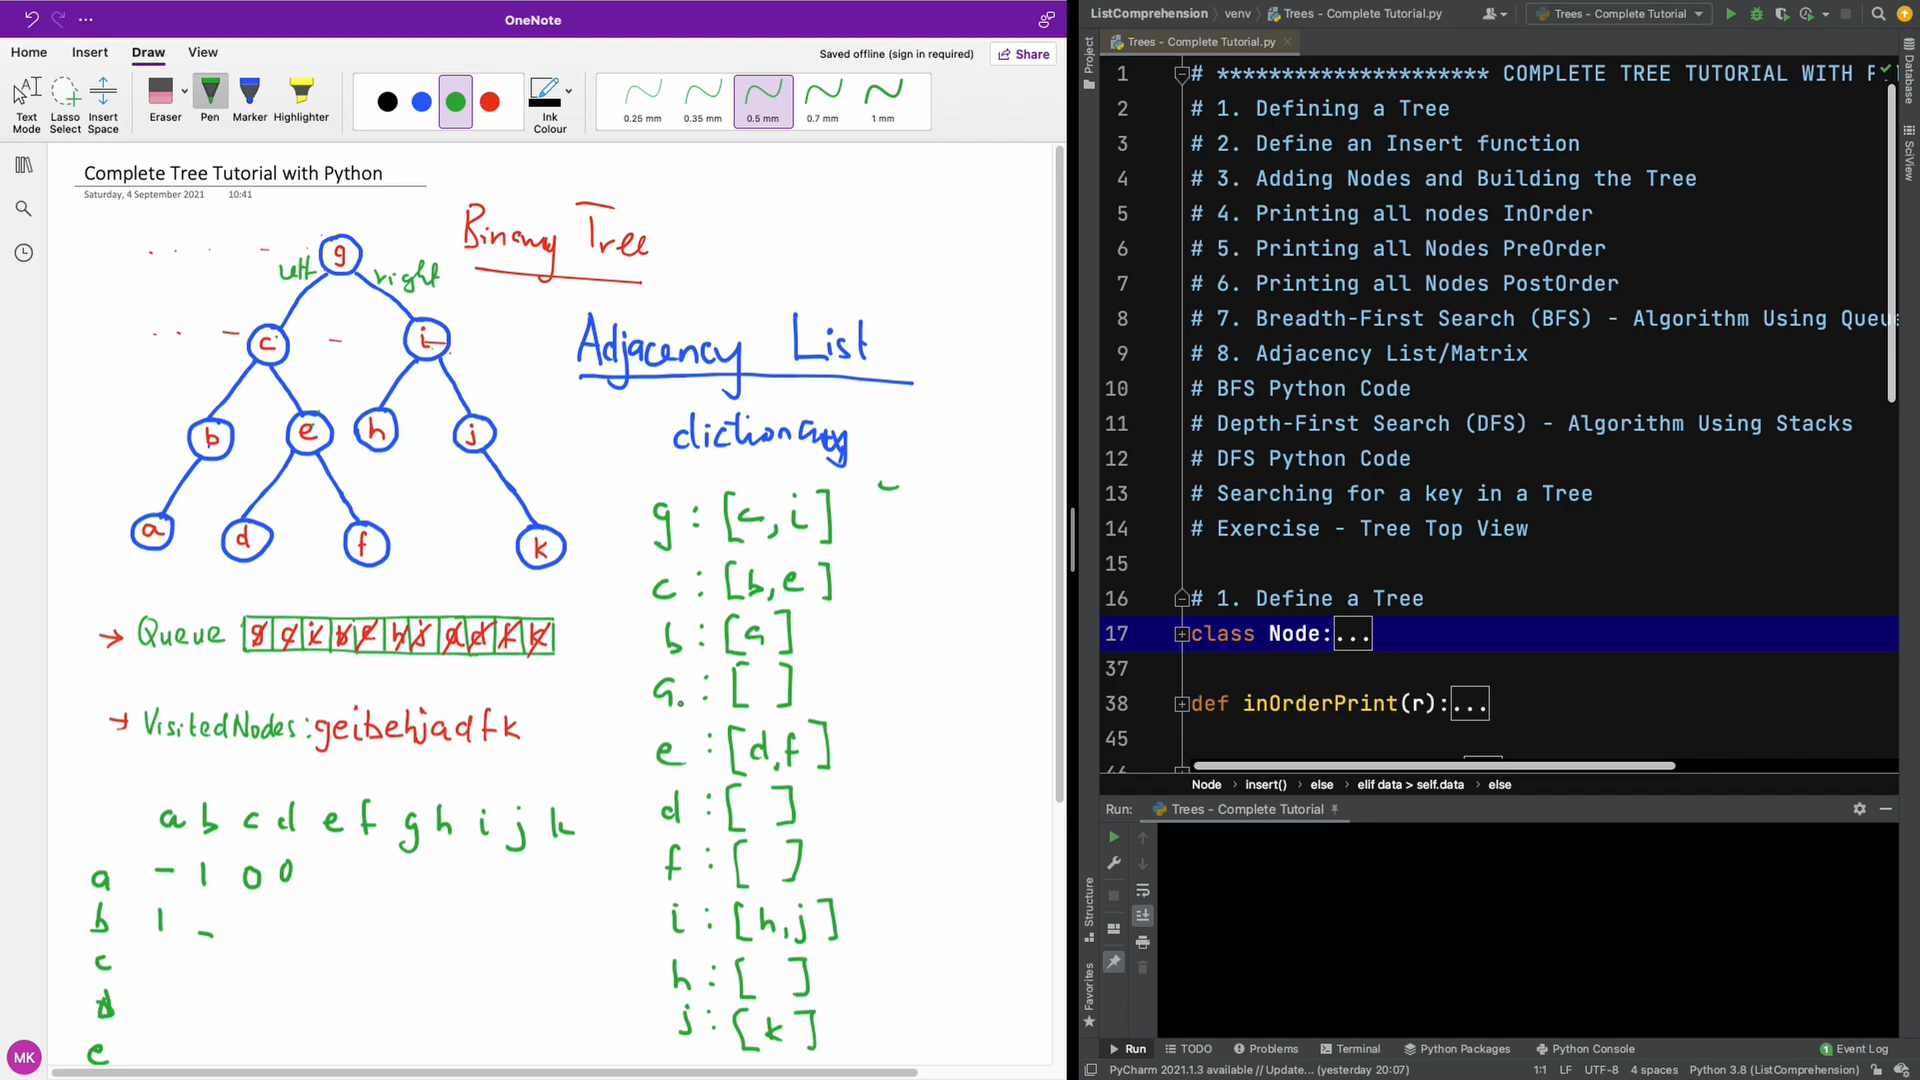 OneNote
Home Insert Draw View
Saved offline (sign in required) Share
Text Mode
Lasso Select
Insert Space
Eraser
Pen
Marker
Highlighter
Ink Colour
0.25 mm
0.35 mm
0.5 mm
0.7 mm
1 mm
Complete Tree Tutorial with Python
Saturday, 4 September 2021 10:41
Binary Tree
g
left right
c i
b e h j
a d f k
Adjacency List
dictionary
g : [c, i]
c : [b, e]
b : [a]
a : [ ]
e : [d, f]
d : [ ]
f : [ ]
i : [h, j]
h : [ ]
j : [k]
→ Queue g c i b e h j a d f k
→ VisitedNodes: gcibehjadfk
a b c d e f g h i j k
a - 1 0 0
b 1 -
c
d
e
MK
ListComprehension venv Trees - Complete Tutorial.py
Trees - Complete Tutorial
Trees - Complete Tutorial.py
Project
Database
SciView
1 # ********************* COMPLETE TREE TUTORIAL WITH
2 # 1. Defining a Tree
3 # 2. Define an Insert function
4 # 3. Adding Nodes and Building the Tree
5 # 4. Printing all nodes InOrder
6 # 5. Printing all Nodes PreOrder
7 # 6. Printing all Nodes PostOrder
8 # 7. Breadth-First Search (BFS) - Algorithm Using Queue
9 # 8. Adjacency List/Matrix
10 # BFS Python Code
11 # Depth-First Search (DFS) - Algorithm Using Stacks
12 # DFS Python Code
13 # Searching for a key in a Tree
14 # Exercise - Tree Top View
15
16 # 1. Define a Tree
17 class Node:...
37
38 def inOrderPrint(r):...
45
Node insert() else elif data > self.data else
Run: Trees - Complete Tutorial
Structure
Favorites
Run TODO Problems Terminal Python Packages Python Console 1 Event Log
PyCharm 2021.1.3 available // Update... (yesterday 20:07) 1:1 LF UTF-8 4 spaces Python 3.8 (ListComprehension)